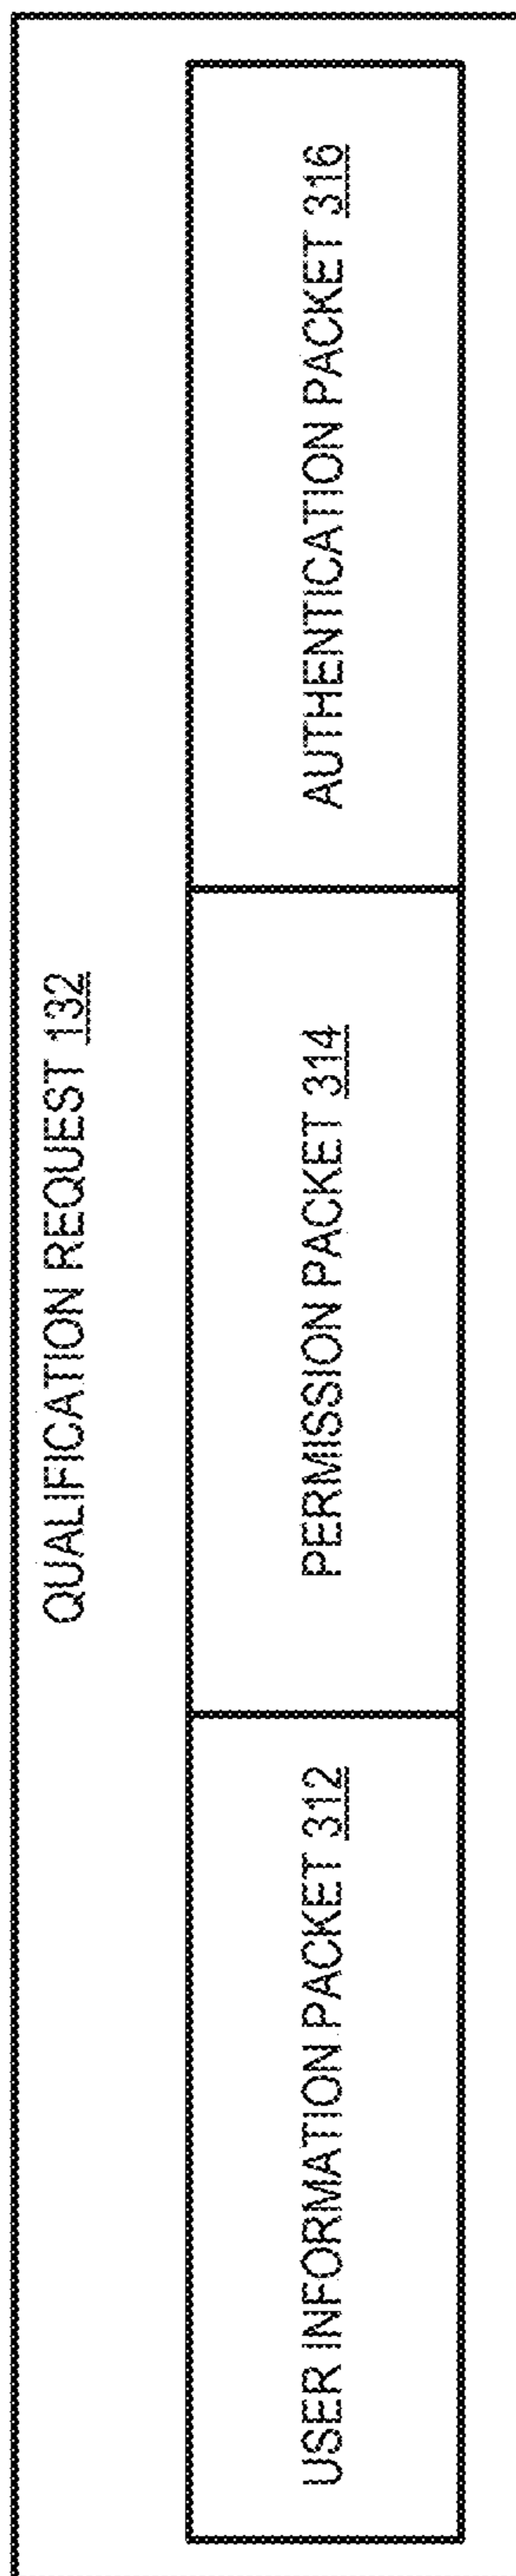 QUALIFICATION REQUEST 132
USER INFORMATION PACKET 312
PERMISSION PACKET 314
AUTHENTICATION PACKET 316